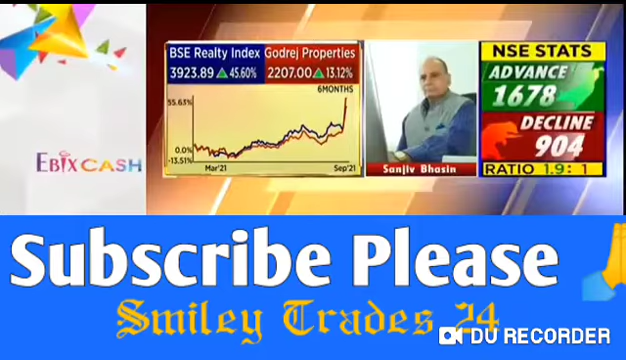 EBIXCASH
BSE Realty Index Godrej Properties
3923.89 45.60% 2207.00 13.12%
6MONTHS
55.63%
0.0%
-13.51%
Mar'21 Sep'21
Sanjiv Bhasin
NSE STATS
ADVANCE
1678
DECLINE
904
RATIO 1.9: 1
Subscribe Please
Smiley Trades 24
DU RECORDER